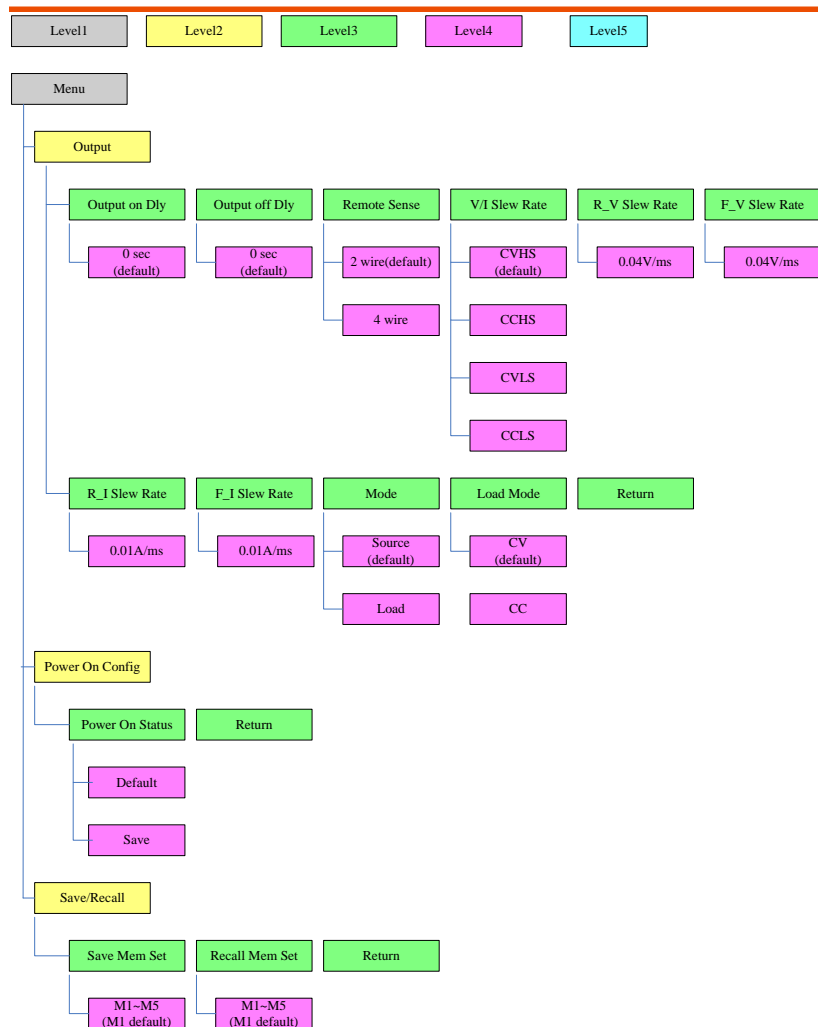 Level1
Level2
Level3
Level4
Level5
Menu
Output
Output on Dly
Output off Dly
Remote Sense
V/I Slew Rate
R_V Slew Rate
F_V Slew Rate
0 sec
(default)
0 sec
(default)
2 wire(default)
CVHS
(default)
0.04V/ms
0.04V/ms
4 wire
CCHS
CVLS
CCLS
R_I Slew Rate
F_I Slew Rate
Mode
Load Mode
Return
0.01A/ms
0.01A/ms
Source
(default)
CV
(default)
Load
CC
Power On Config
Power On Status
Return
Default
Save
Save/Recall
Save Mem Set
Recall Mem Set
Return
M1~M5
(M1 default)
M1~M5
(M1 default)